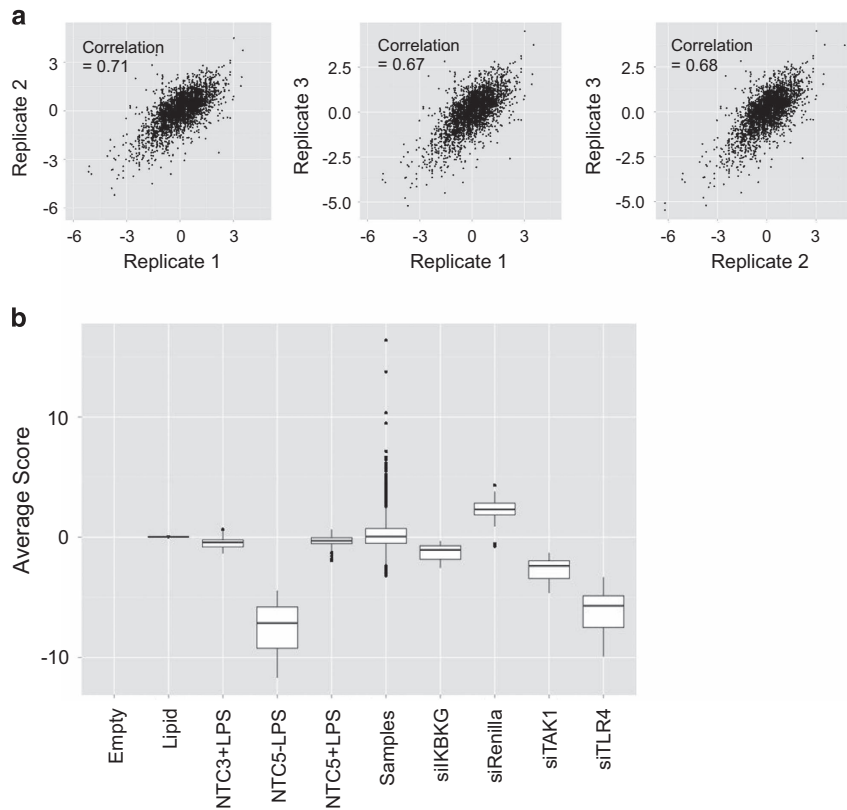 a
Correlation
= 0.71
3
0
-3
-6
-6 -3 0 3
Replicate 2
Replicate 1
Correlation
= 0.67
2.5
0.0
-2.5
-5.0
-6 -3 0 3
Replicate 3
Replicate 1
Correlation
= 0.68
2.5
0.0
-2.5
-5.0
-6 -3 0 3
Replicate 3
Replicate 2
b
Average Score
10
0
-10
Empty
Lipid
NTC3+LPS
NTC5-LPS
NTC5+LPS
Samples
siIKBKG
siRenilla
siTAK1
siTLR4